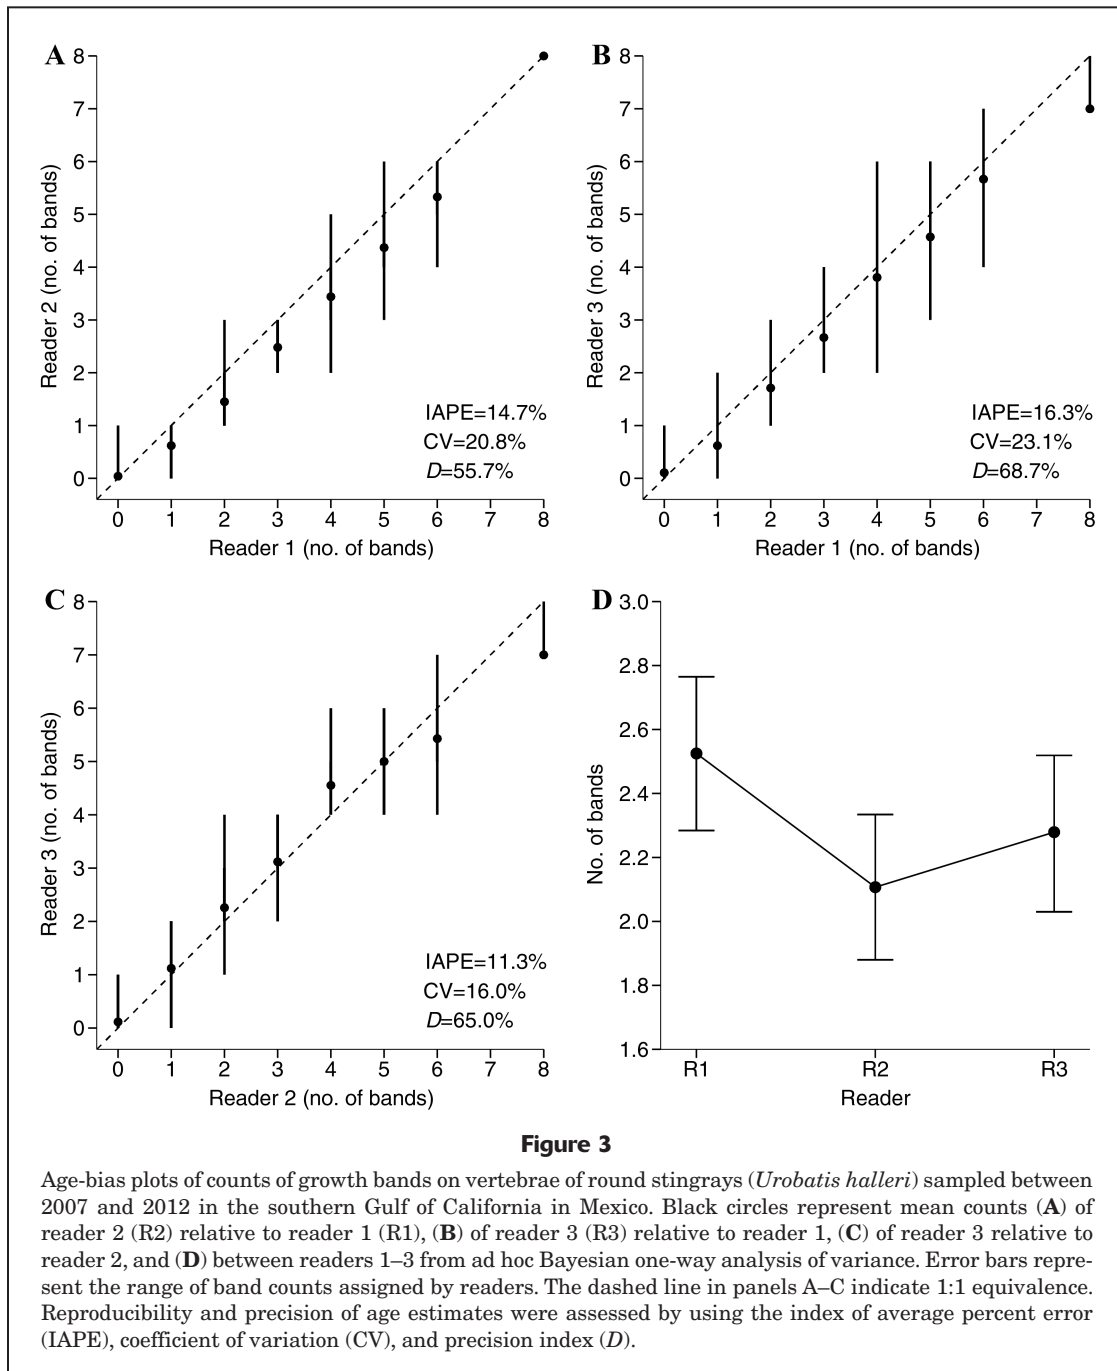 A
8
7
6
5
4
3
2
1
0
Reader 2 (no. of bands)
IAPE=14.7%
CV=20.8%
D=55.7%
0 1 2 3 4 5 6 7 8
Reader 1 (no. of bands)
B
8
7
6
5
4
3
2
1
0
Reader 3 (no. of bands)
IAPE=16.3%
CV=23.1%
D=68.7%
0 1 2 3 4 5 6 7 8
Reader 1 (no. of bands)
C
8
7
6
5
4
3
2
1
0
Reader 3 (no. of bands)
IAPE=11.3%
CV=16.0%
D=65.0%
0 1 2 3 4 5 6 7 8
Reader 2 (no. of bands)
D
3.0
2.8
2.6
2.4
2.2
2.0
1.8
1.6
No. of bands
R1 R2 R3
Reader
Figure 3
Age-bias plots of counts of growth bands on vertebrae of round stingrays (Urobatis halleri) sampled between
2007 and 2012 in the southern Gulf of California in Mexico. Black circles represent mean counts (A) of
reader 2 (R2) relative to reader 1 (R1), (B) of reader 3 (R3) relative to reader 1, (C) of reader 3 relative to
reader 2, and (D) between readers 1–3 from ad hoc Bayesian one-way analysis of variance. Error bars repre-
sent the range of band counts assigned by readers. The dashed line in panels A–C indicate 1:1 equivalence.
Reproducibility and precision of age estimates were assessed by using the index of average percent error
(IAPE), coefficient of variation (CV), and precision index (D).